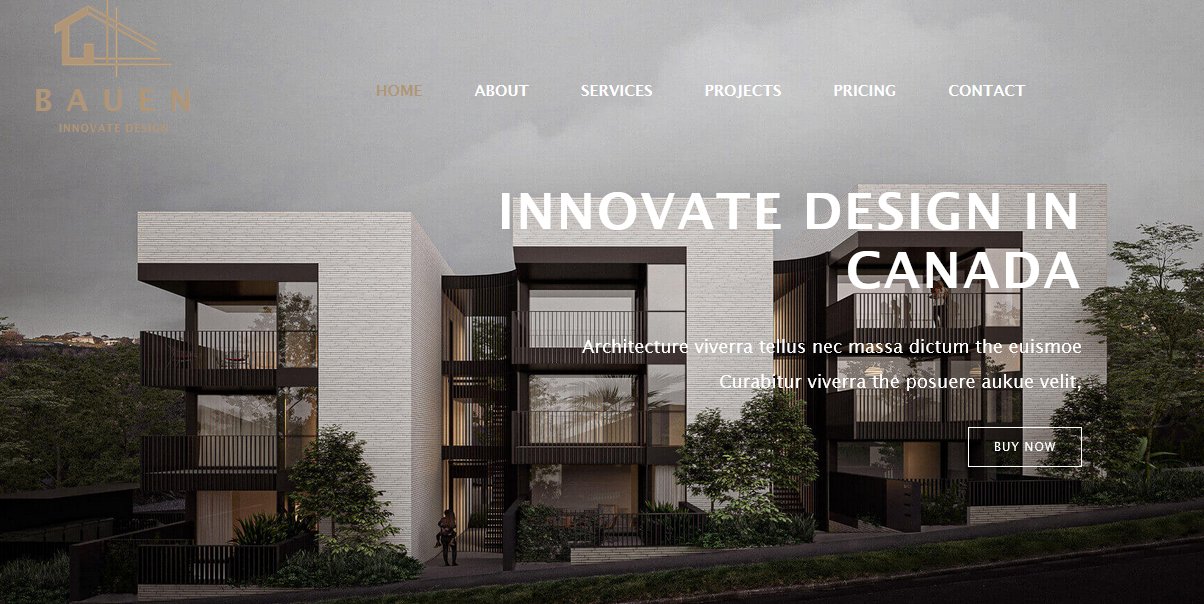 BAUEN
INNOVATE DESIGN
HOME ABOUT SERVICES PROJECTS PRICING CONTACT
INNOVATE DESIGN IN
CANADA
Architecture viverra tellus nec massa dictum the euismoe
Curabitur viverra the posuere aukue velit,
BUY NOW